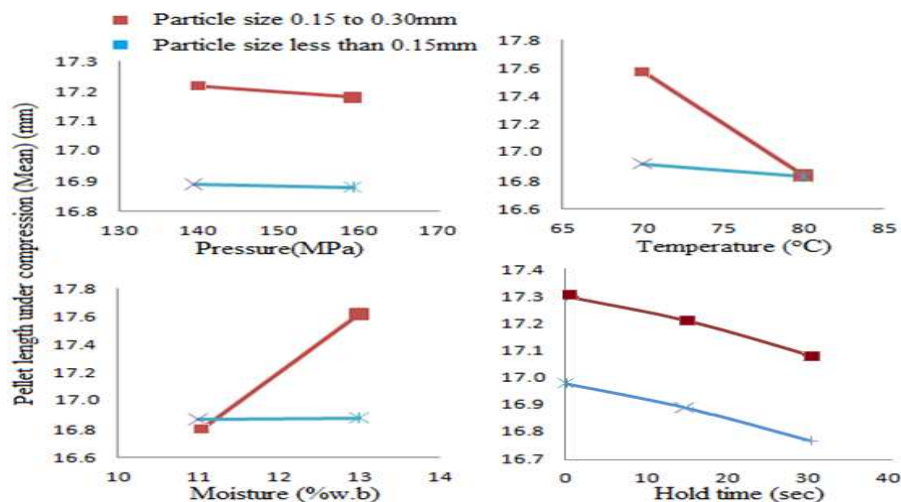 Particle size 0.15 to 0.30mm
Particle size less than 0.15mm
Pellet length under compression (Mean) (mm)
17.3
17.2
17.1
17.0
16.9
16.8
130 140 150 160 170
Pressure(MPa)
17.8
17.6
17.4
17.2
17.0
16.8
16.6
65 70 75 80 85
Temperature (°C)
17.8
17.6
17.4
17.2
17.0
16.8
16.6
10 11 12 13 14
Moisture (%w.b)
17.4
17.3
17.2
17.1
17.0
16.9
16.8
16.7
0 10 20 30 40
Hold time (sec)